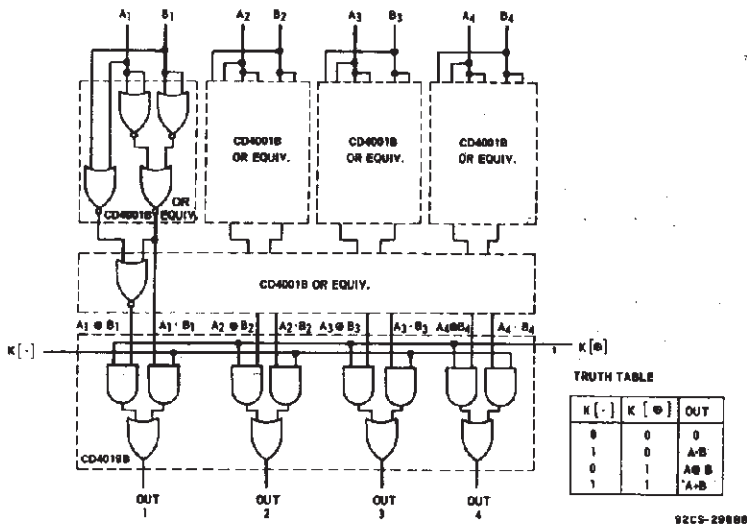 A1 B1 A2 B2 A3 B3 A4 B4
CD4001B
OR EQUIV.
CD4001B
OR EQUIV.
CD4001B
OR EQUIV.
OR
CD4001B EQUIV.
CD4001B OR EQUIV.
A1 ⊕ B1 A1 · B1 A2 ⊕ B2 A2 · B2 A3 ⊕ B3 A3 · B3 A4 ⊕ B4 A4 · B4
K [·]
K [⊕]
CD4019B
OUT
1
OUT
2
OUT
3
OUT
4
TRUTH TABLE
K [·] K [⊕] OUT
0 0 0
1 0 A·B
0 1 A⊕B
1 1 A+B
92CS-29888